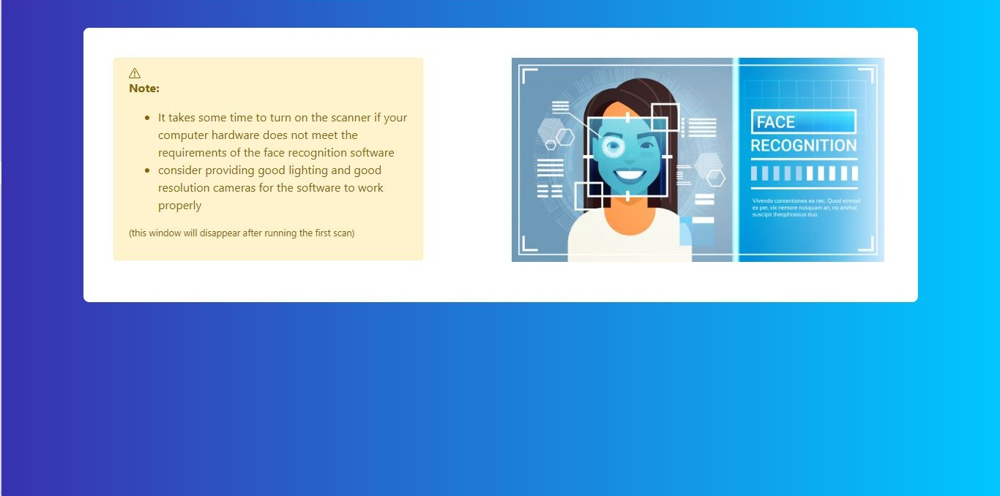 Note:
It takes some time to turn on the scanner if your
computer hardware does not meet the
requirements of the face recognition software
consider providing good lighting and good
resolution cameras for the software to work
properly
(this window will disappear after running the first scan)
FACE
RECOGNITION
Vivendo contentiones ea nec. Quod eirmod
ex per, vix nemore nusquam an, no animal
suscipit theophrastus duo.